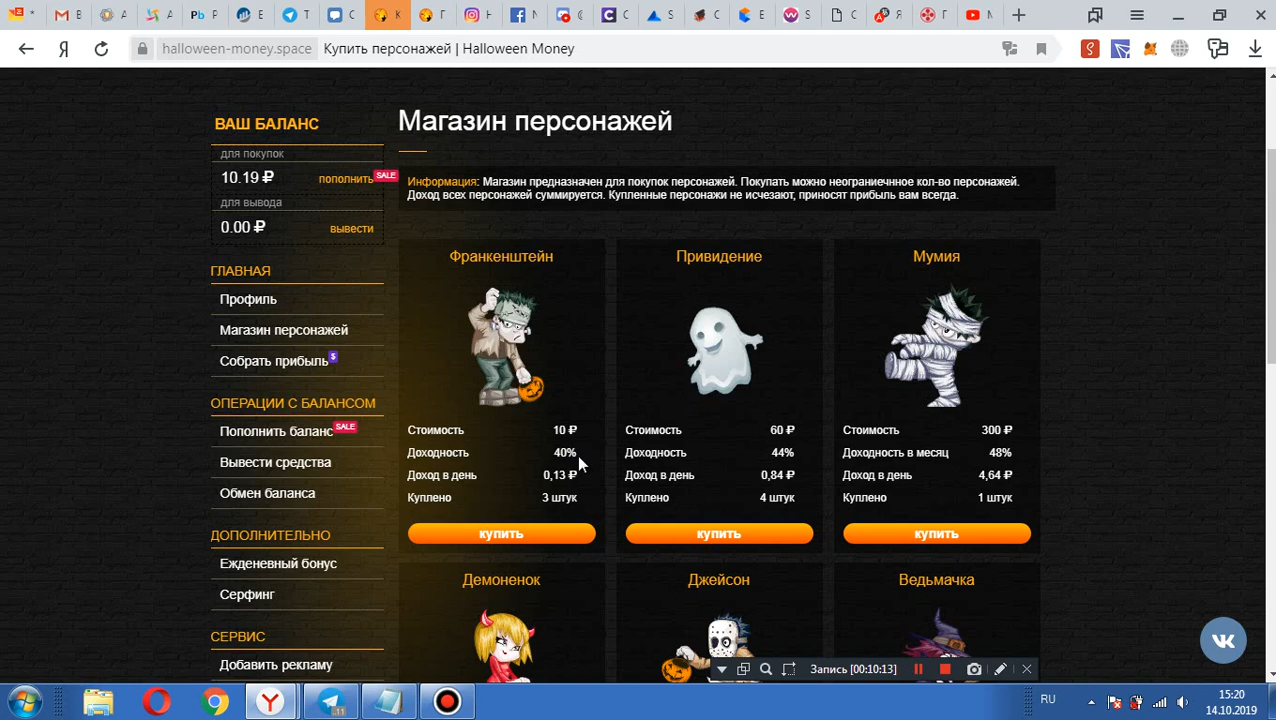 2
*
В
Pb
P
Е
T
С
К
Г
Н
С
С
S
С
Я
Г
halloween-money.space
Купить персонажей | Halloween Money
ВАШ БАЛАНС
для покупок
10.19 ₽
пополнить
SALE
для вывода
0.00 ₽
вывести
ГЛАВНАЯ
Профиль
Магазин персонажей
Собрать прибыль
$
ОПЕРАЦИИ С БАЛАНСОМ
Пополнить баланс
SALE
Вывести средства
Обмен баланса
ДОПОЛНИТЕЛЬНО
Ежденевный бонус
Серфинг
СЕРВИС
Добавить рекламу
Магазин персонажей
Информация: Магазин предназначен для покупок персонажей. Покупать можно неограниченное кол-во персонажей.
Доход всех персонажей суммируется. Купленные персонажи не исчезают, приносят прибыль вам всегда.
Франкенштейн
Стоимость 10 ₽
Доходность 40%
Доход в день 0,13 ₽
Куплено 3 штук
купить
Привидение
Стоимость 60 ₽
Доходность 44%
Доход в день 0,84 ₽
Куплено 4 штук
купить
Мумия
Стоимость 300 ₽
Доходность в месяц 48%
Доход в день 4,64 ₽
Куплено 1 штук
купить
Демоненок
Джейсон
Ведьмачка
Запись [00:10:13]
11
RU
15:20
14.10.2019